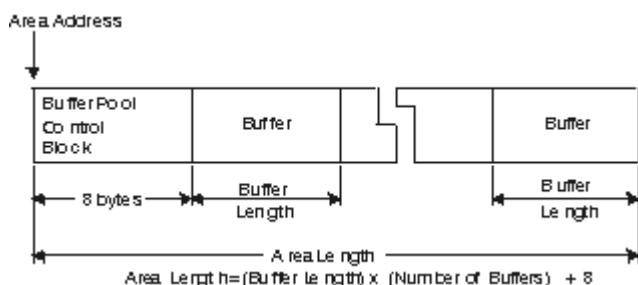 Area Address
Buffer Pool
Control
Block
Buffer
Buffer
8 bytes
Buffer
Length
Buffer
Length
Area Length
Area Length=(Buffer Length) x (Number of Buffers) + 8